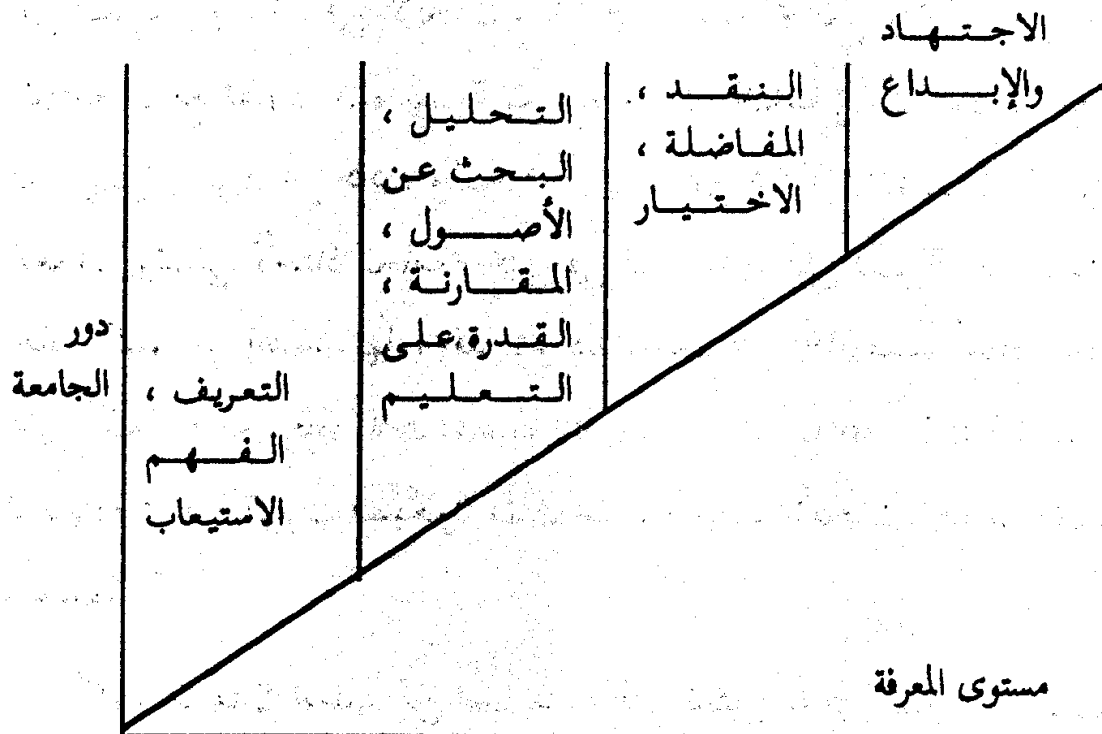 الاجتهاد
والإبداع
النقد ،
المفاضلة ،
الاختيار
التحليل ،
البحث عن
الأصول ،
المقارنة ،
القدرة على
التعليم
التعريف ،
الفهم
الاستيعاب
دور
الجامعة
مستوى المعرفة